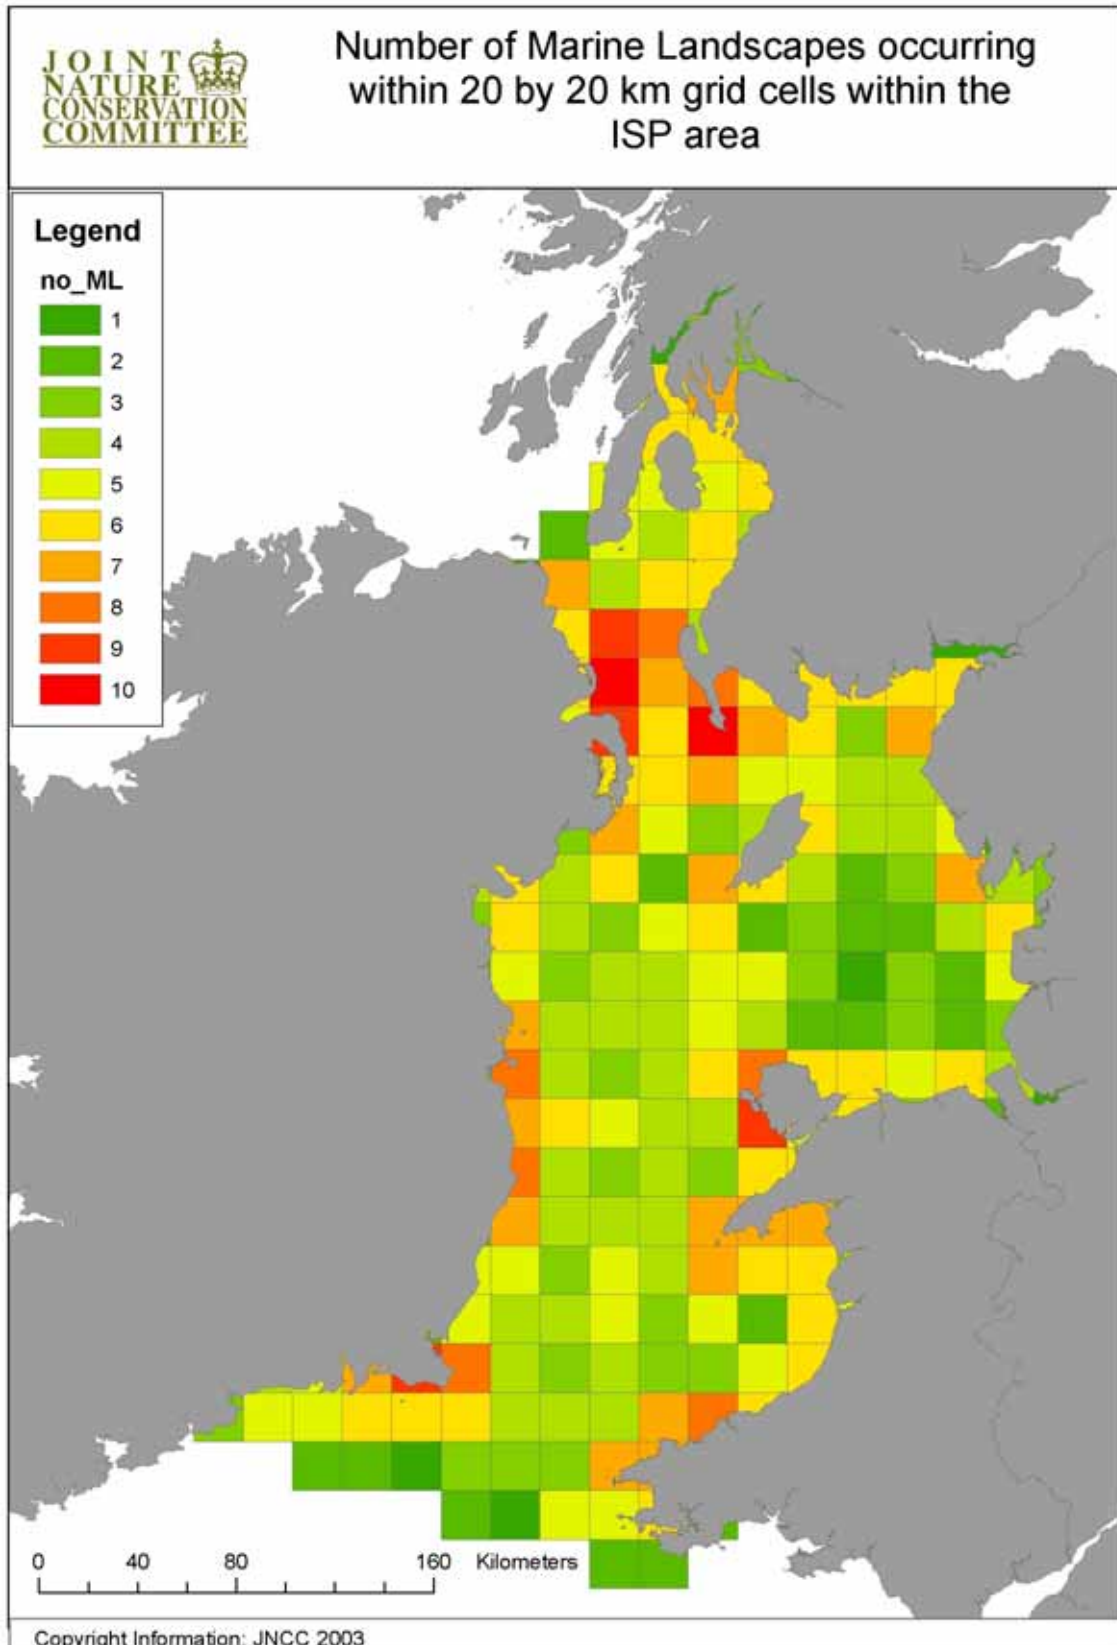 JOINT
NATURE
CONSERVATION
COMMITTEE
Number of Marine Landscapes occurring
within 20 by 20 km grid cells within the
ISP area
Legend
no_ML
1
2
3
4
5
6
7
8
9
10
0 40 80 160 Kilometers
Copyright Information: JNCC 2003